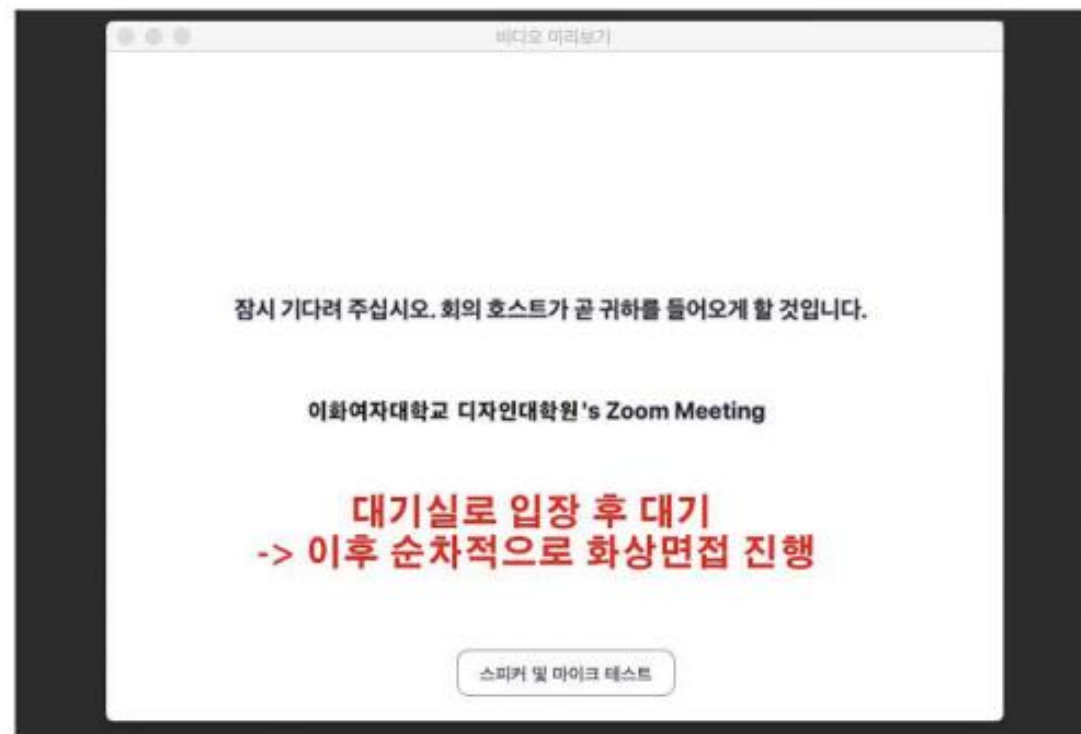 비디오 미리보기
잠시 기다려 주십시오. 회의 호스트가 곧 귀하를 들어오게 할 것입니다.
이화여자대학교 디자인대학원's Zoom Meeting
대기실로 입장 후 대기
-> 이후 순차적으로 화상면접 진행
스피커 및 마이크 테스트